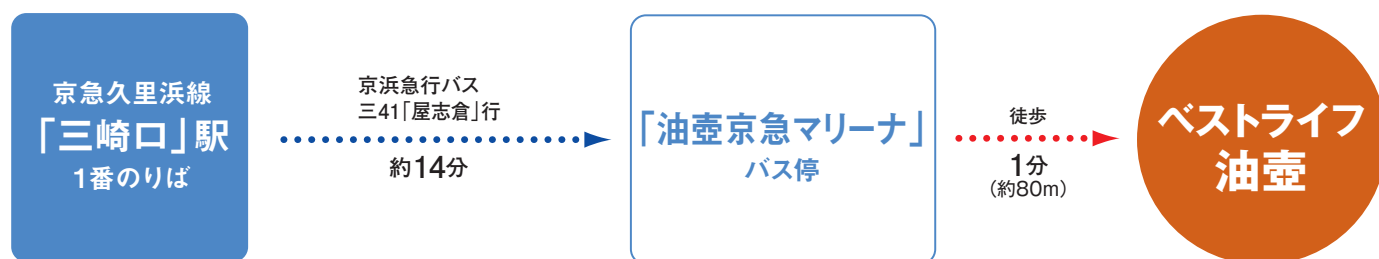 京急久里浜線
「三崎口」駅
1番のりば
京浜急行バス
三41「屋志倉」行
約14分
「油壺京急マリーナ」
バス停
徒歩
1分
(約80m)
ベストライフ
油壺